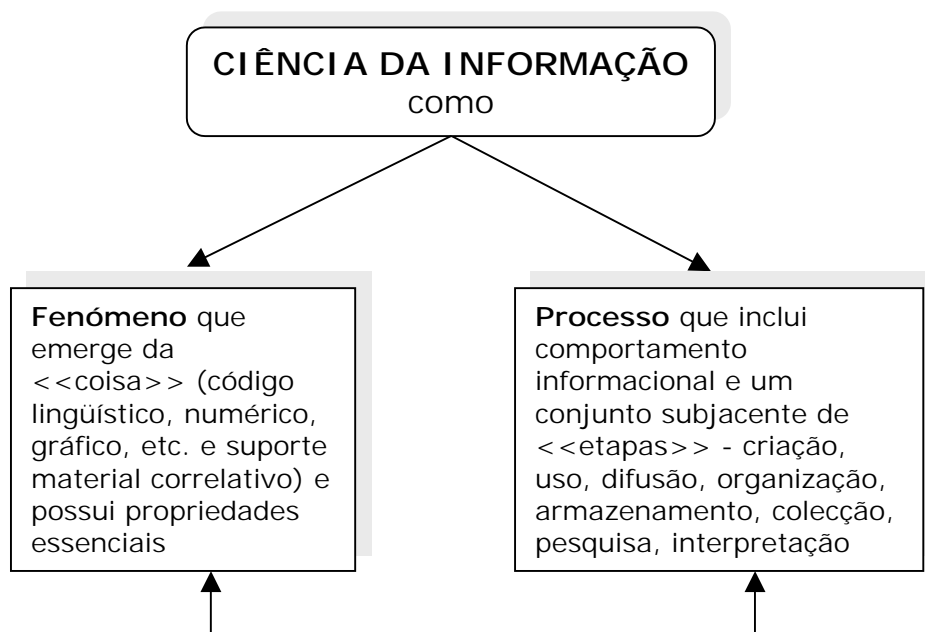 CIÊNCIA DA INFORMAÇÃO
como
Fenómeno que
emerge da
<<coisa>> (código
lingüístico, numérico,
gráfico, etc. e suporte
material correlativo) e
possui propriedades
essenciais
Processo que inclui
comportamento
informacional e um
conjunto subjacente de
<<etapas>> - criação,
uso, difusão, organização,
armazenamento, colecção,
pesquisa, interpretação